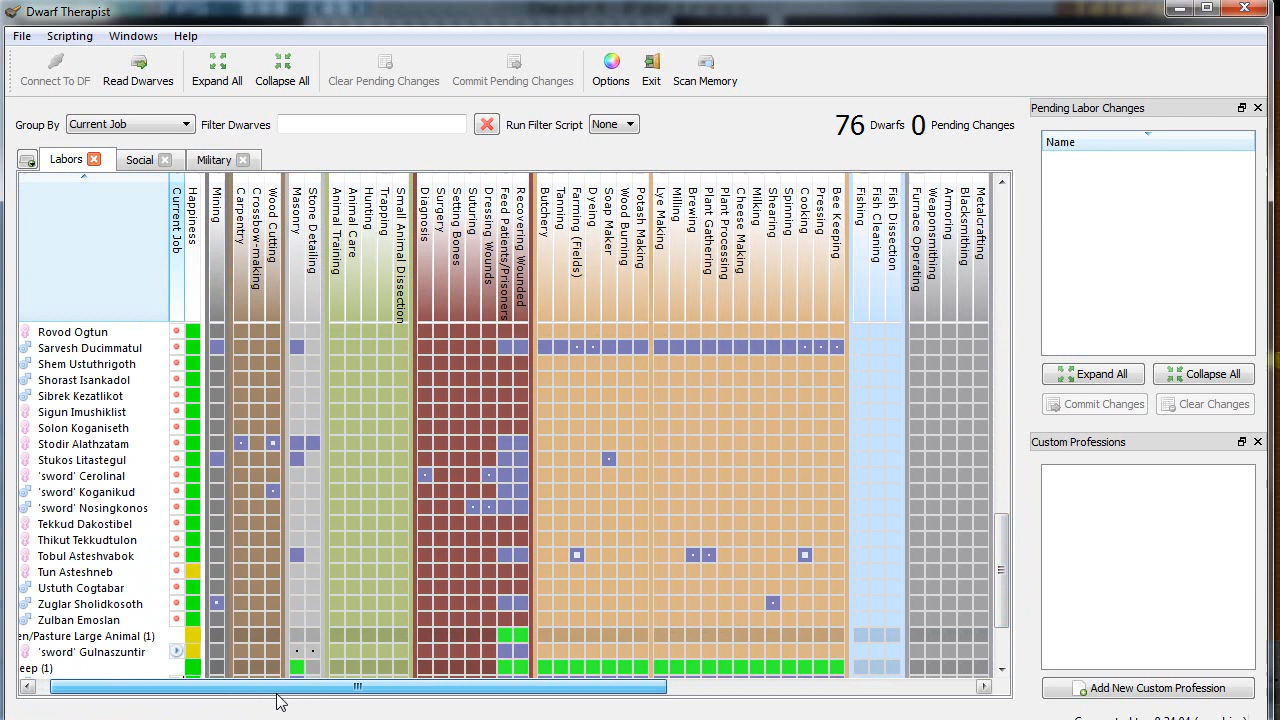 Dwarf Therapist
File Scripting Windows Help
Connect To DF Read Dwarves Expand All Collapse All Clear Pending Changes Commit Pending Changes Options Exit Scan Memory
Group By Current Job Filter Dwarves Run Filter Script None 76 Dwarfs 0 Pending Changes
Labors Social Military
Current Job
Happiness
Mining
Carpentry
Crossbow-making
Wood Cutting
Masonry
Stone Detailing
Animal Training
Animal Care
Hunting
Trapping
Small Animal Dissection
Diagnosis
Surgery
Setting Bones
Suturing
Dressing Wounds
Feed Patients/Prisoners
Recovering Wounded
Butchery
Tanning
Farming (Fields)
Dyeing
Soap Maker
Wood Burning
Potash Making
Lye Making
Milling
Brewing
Plant Gathering
Plant Processing
Cheese Making
Milking
Shearing
Spinning
Cooking
Pressing
Bee Keeping
Fishing
Fish Cleaning
Fish Dissection
Furnace Operating
Weaponsmithing
Armoring
Blacksmithing
Metalcrafting
Rovod Ogtun
Sarvesh Ducimmatul
Shem Ustuthrigoth
Shorast Isankadol
Sibrek Kezatlikot
Sigun Imushiklist
Solon Koganiseth
Stodir Alathzatam
Stukos Litastegul
'sword' Cerolinal
'sword' Koganikud
'sword' Nosingkonos
Tekkud Dakostibel
Thikut Tekkudtulon
Tobul Asteshvabok
Tun Asteshneb
Ustuth Cogtabar
Zuglar Sholidkosoth
Zulban Emoslan
en/Pasture Large Animal (1)
'sword' Gulnaszuntir
eep (1)
Pending Labor Changes
Name
Expand All Collapse All
Commit Changes Clear Changes
Custom Professions
Add New Custom Profession